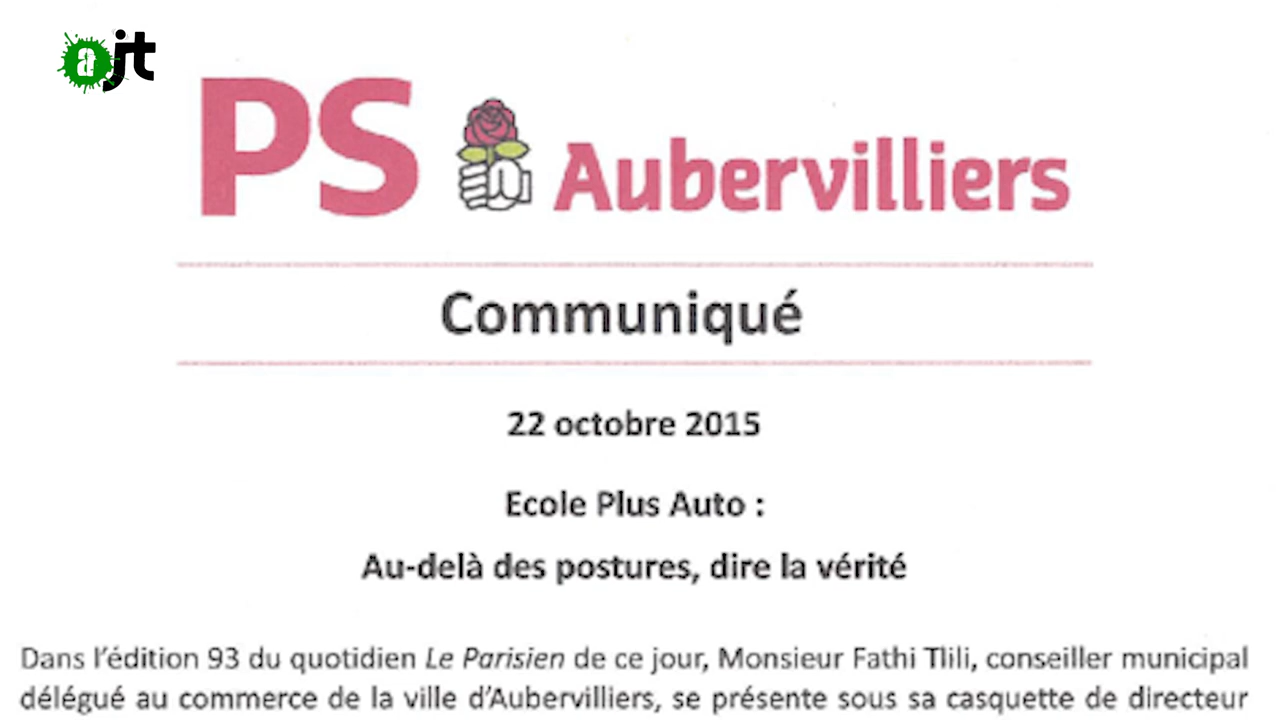 ajt
PS Aubervilliers
Communiqué
22 octobre 2015
Ecole Plus Auto :
Au-delà des postures, dire la vérité
Dans l’édition 93 du quotidien Le Parisien de ce jour, Monsieur Fathi Tlili, conseiller municipal
délégué au commerce de la ville d’Aubervilliers, se présente sous sa casquette de directeur